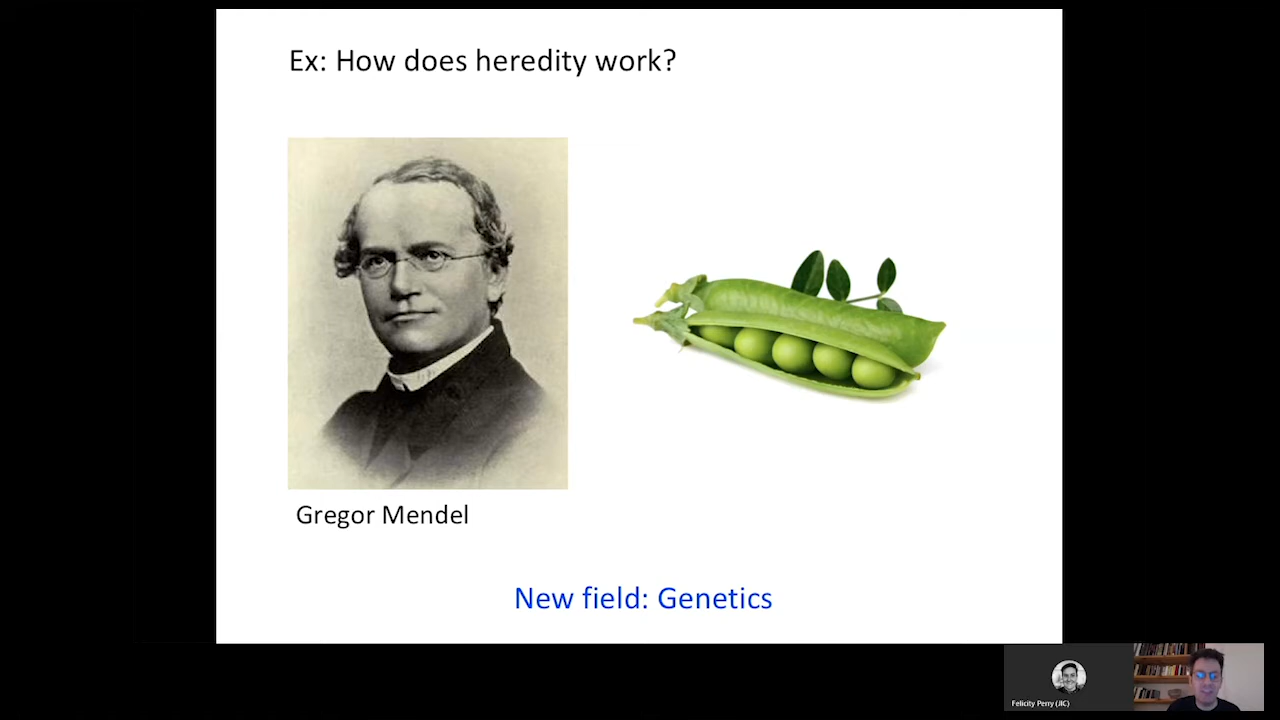 Ex: How does heredity work?
Gregor Mendel
New field: Genetics
Felicity Perry (JIC)